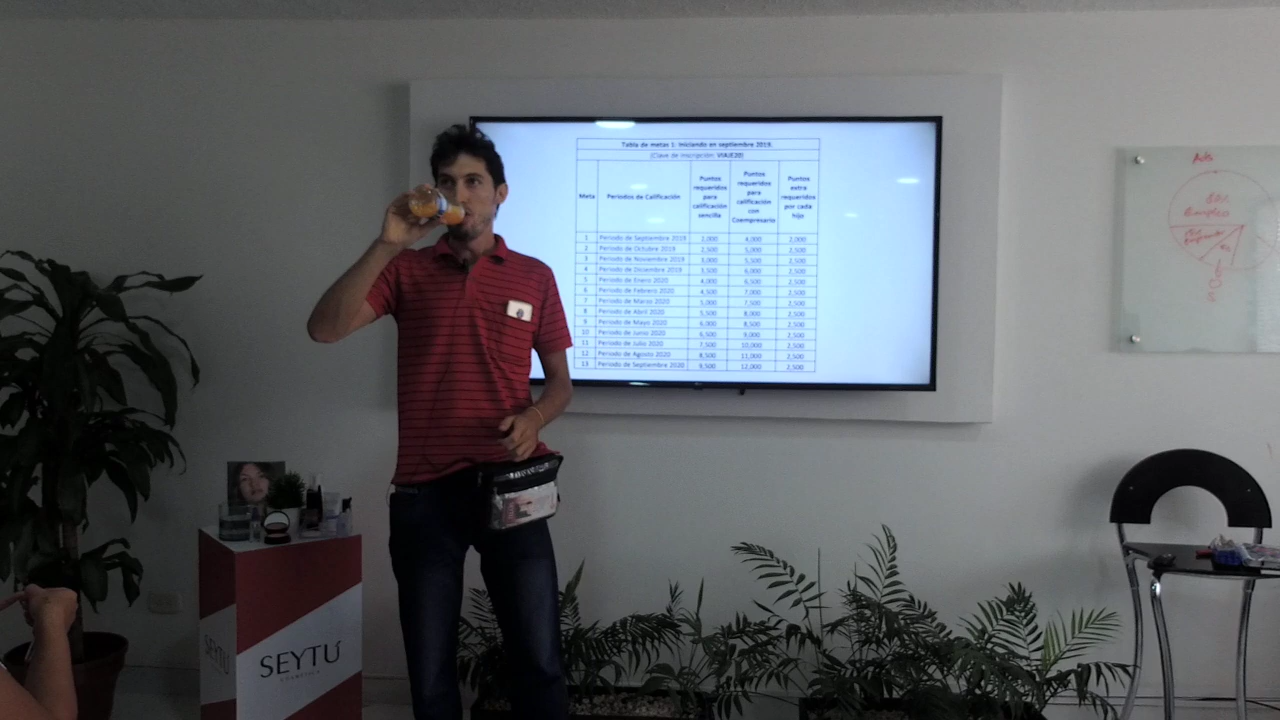 Tabla de metas 1: Iniciando en septiembre 2019.
(Clave de inscripción: VIAJE20)
Meta Periodos de Calificación Puntos requeridos para calificación sencilla Puntos requeridos para calificación con Coempresario Puntos extra requeridos por cada hijo
1 Periodo de Septiembre 2019 2,000 4,000 2,000
2 Periodo de Octubre 2019 2,500 5,000 2,500
3 Periodo de Noviembre 2019 3,000 5,500 2,500
4 Periodo de Diciembre 2019 3,500 6,000 2,500
5 Periodo de Enero 2020 4,000 6,500 2,500
6 Periodo de Febrero 2020 4,500 7,000 2,500
7 Periodo de Marzo 2020 5,000 7,500 2,500
8 Periodo de Abril 2020 5,500 8,000 2,500
9 Periodo de Mayo 2020 6,000 8,500 2,500
10 Periodo de Junio 2020 6,500 9,000 2,500
11 Periodo de Julio 2020 7,500 10,000 2,500
12 Periodo de Agosto 2020 8,500 11,000 2,500
13 Periodo de Septiembre 2020 9,500 12,000 2,500
Empleo
SEYTÚ
COSMÉTICA
SEYTÚ